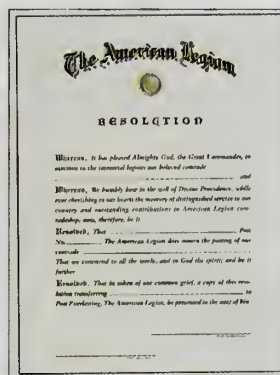 The American Legion
RESOLUTION
Whereas, It has pleased Almighty God, the Great Commander, to
summon to the immortal legions our beloved comrade
and
Whereas, We humbly bow to the will of Devine Providence, while
ever cherishing in our hearts the memory of distinguished service to our
country and outstanding contributions to American Legion com-
radeship; now, therefore, be it
Resolved, That Post
No. The American Legion does mourn the passing of our
comrade
That we commend to all the world, and to God the spirit; and be it
further
Resolved, That in token of our common grief, a copy of this reso-
lution transferring to
Post Everlasting, The American Legion, be presented to the next of kin